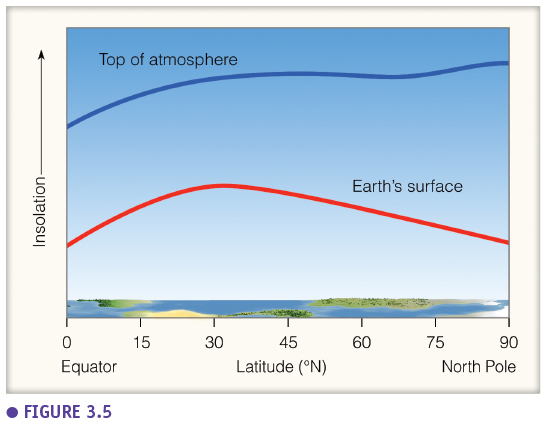 Top of atmosphere
Earth's surface
Insolation
0 15 30 45 60 75 90
Equator Latitude (°N) North Pole
● FIGURE 3.5